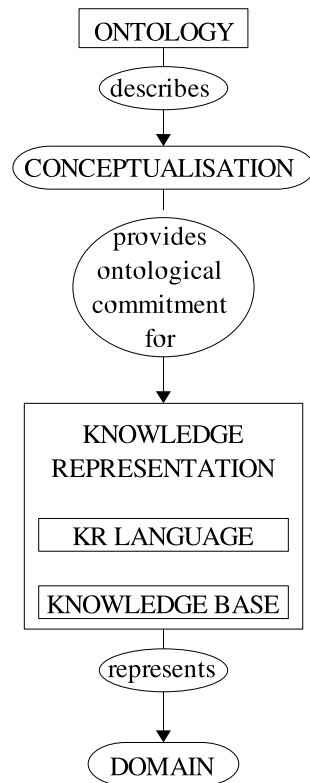 ONTOLOGY
describes
CONCEPTUALISATION
provides
ontological
commitment
for
KNOWLEDGE
REPRESENTATION
KR LANGUAGE
KNOWLEDGE BASE
represents
DOMAIN